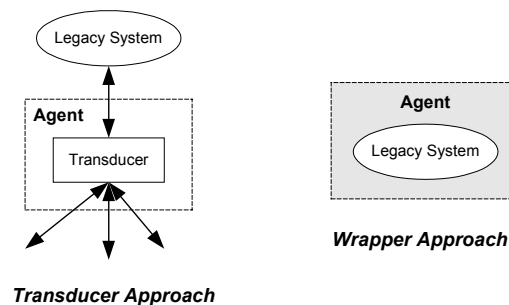 Legacy System
Agent
Transducer
Transducer Approach
Agent
Legacy System
Wrapper Approach